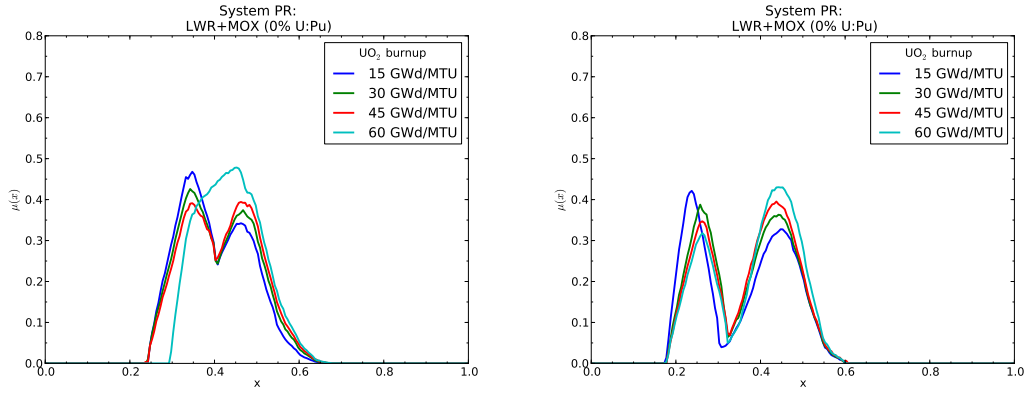 System PR:
LWR+MOX (0% U:Pu)
0.8
0.7
0.6
0.5
0.4
0.3
0.2
0.1
0.0
μ(x)
UO₂ burnup
15 GWd/MTU
30 GWd/MTU
45 GWd/MTU
60 GWd/MTU
0.0 0.2 0.4 0.6 0.8 1.0
x
System PR:
LWR+MOX (0% U:Pu)
0.8
0.7
0.6
0.5
0.4
0.3
0.2
0.1
0.0
μ(x)
UO₂ burnup
15 GWd/MTU
30 GWd/MTU
45 GWd/MTU
60 GWd/MTU
0.0 0.2 0.4 0.6 0.8 1.0
x